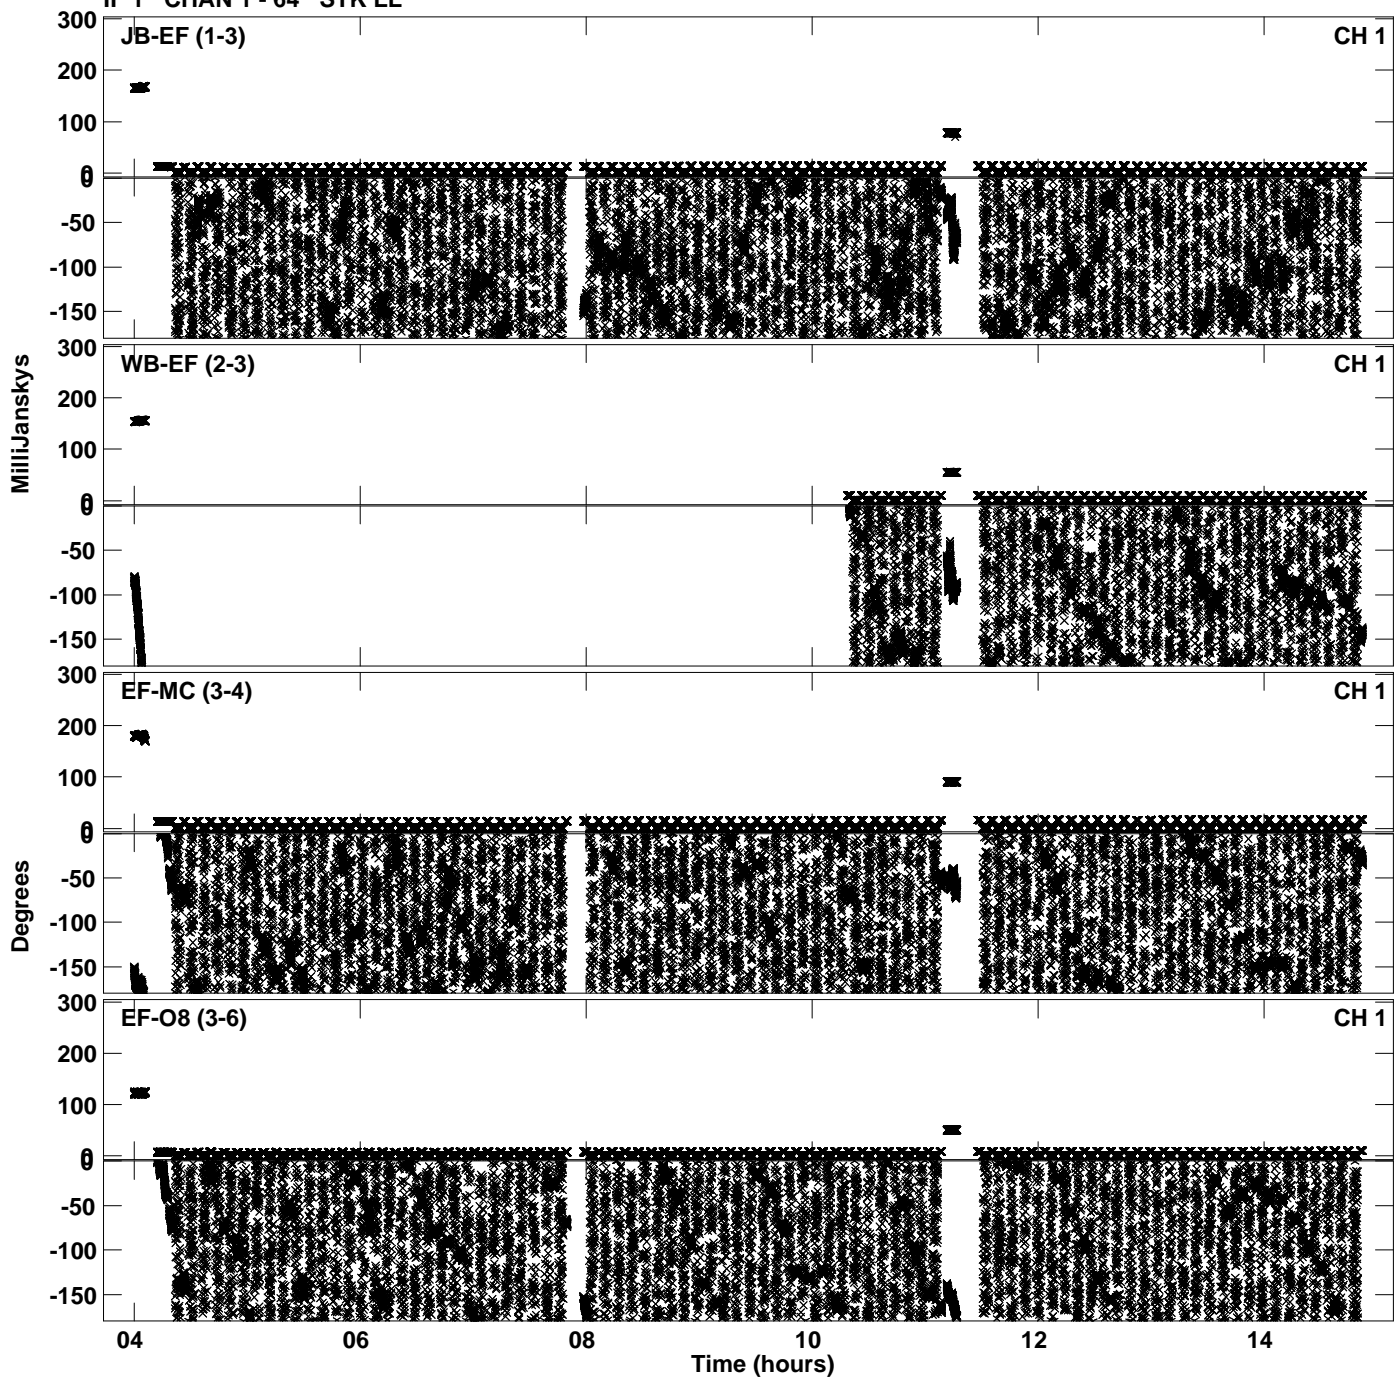 IF 1 CHAN 1 - 64 STK LL
300
JB-EF (1-3)
CH 1
200
100
0
0
-50
-100
-150
300
WB-EF (2-3)
CH 1
200
100
0
0
-50
-100
-150
MilliJanskys
300
EF-MC (3-4)
CH 1
200
100
0
0
-50
-100
-150
Degrees
300
EF-O8 (3-6)
CH 1
200
100
0
0
-50
-100
-150
04 06 08 10 12 14
Time (hours)